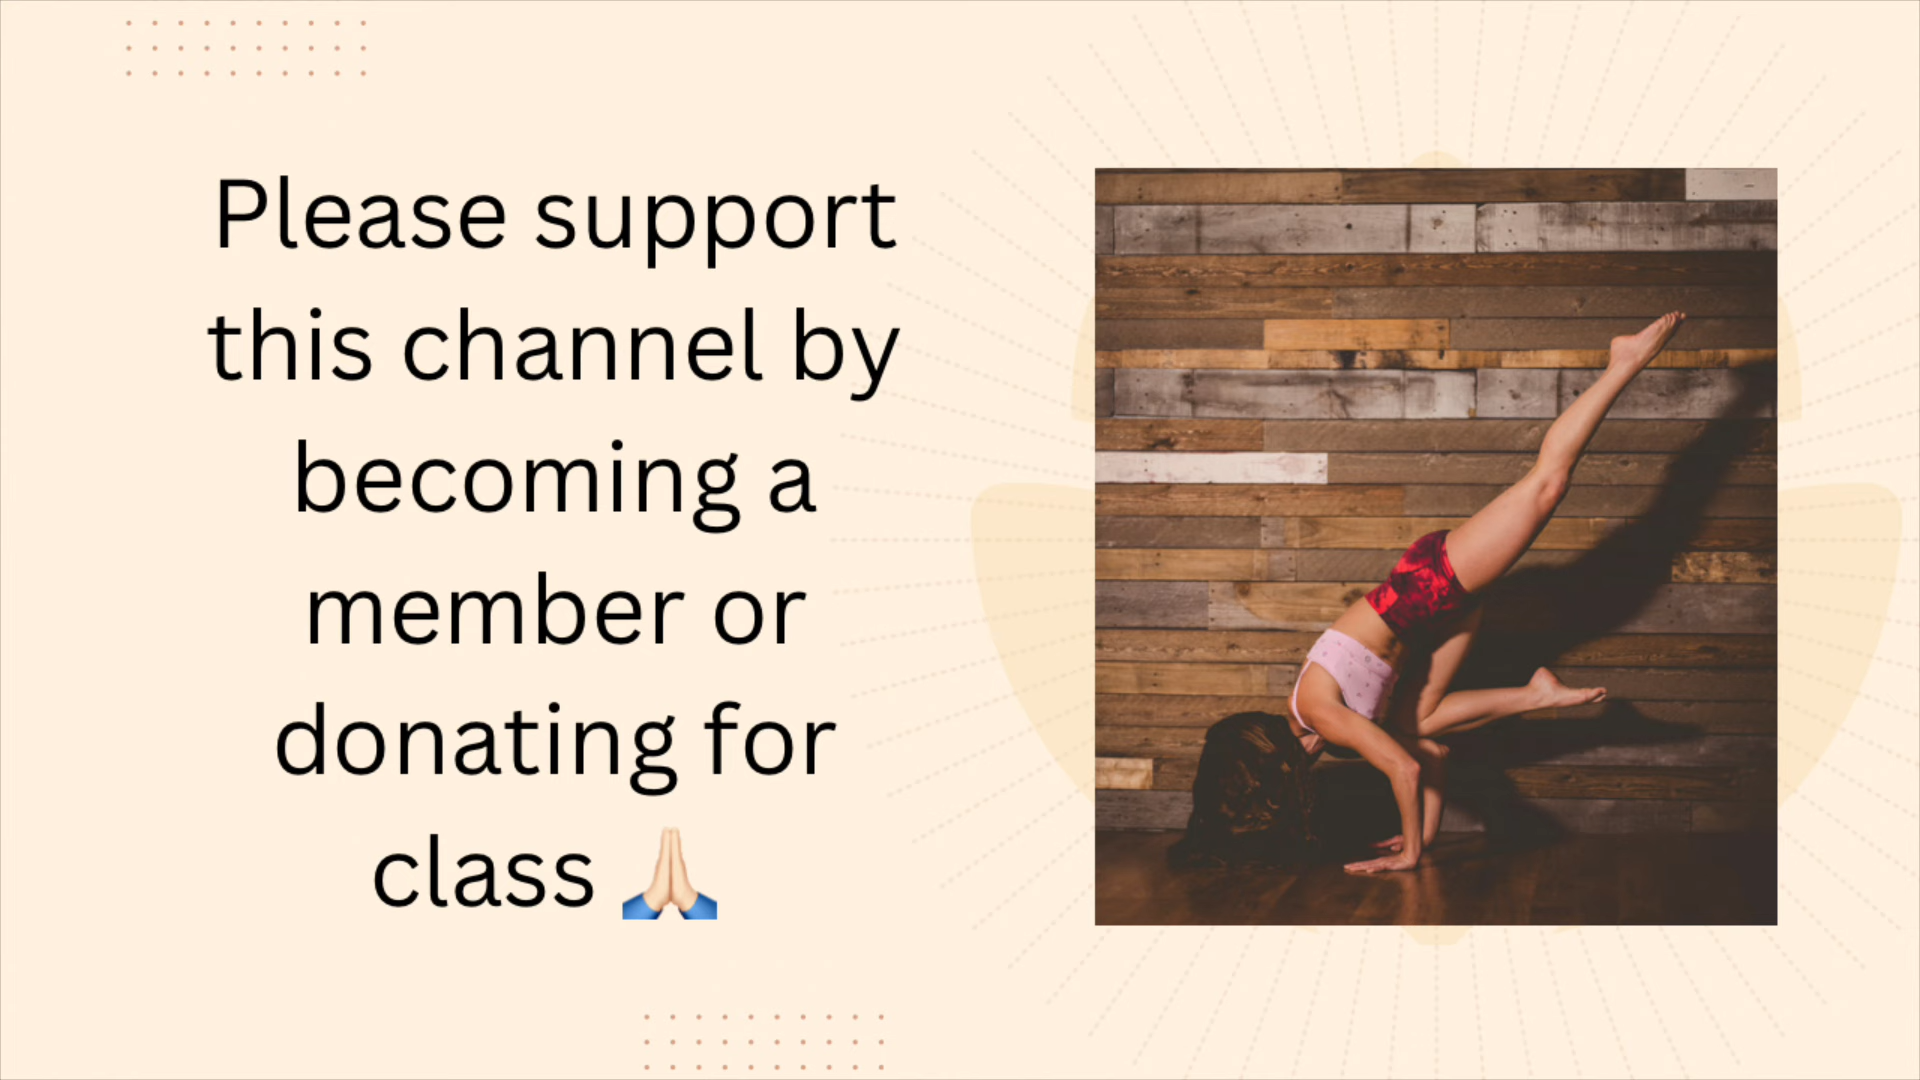 Please support
this channel by
becoming a
member or
donating for
class 🙏🏻